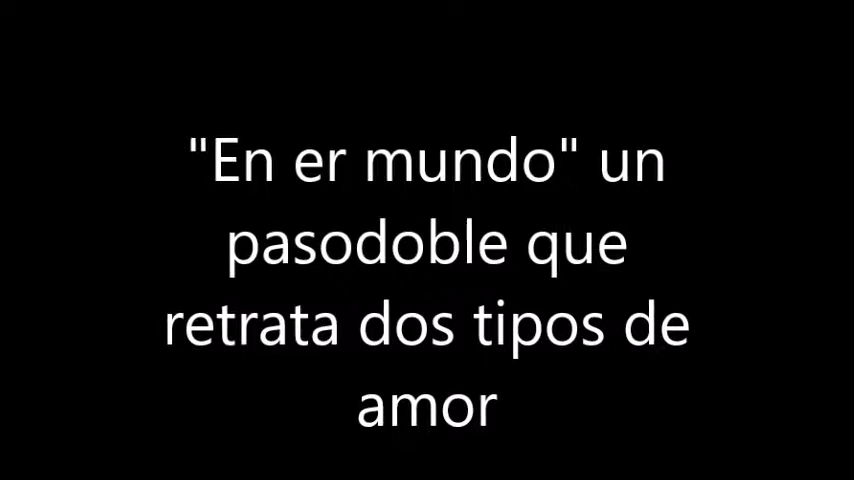 "En er mundo" un
pasodoble que
retrata dos tipos de
amor